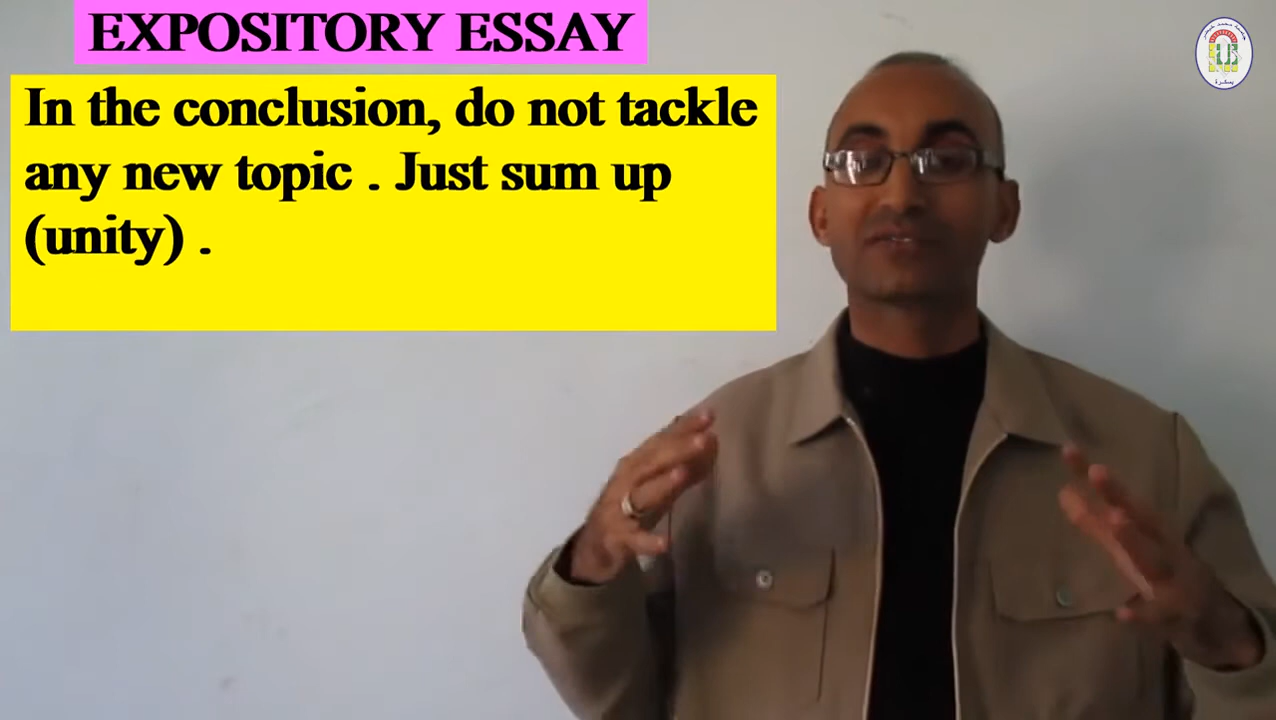 EXPOSITORY ESSAY
In the conclusion, do not tackle
any new topic . Just sum up
(unity) .